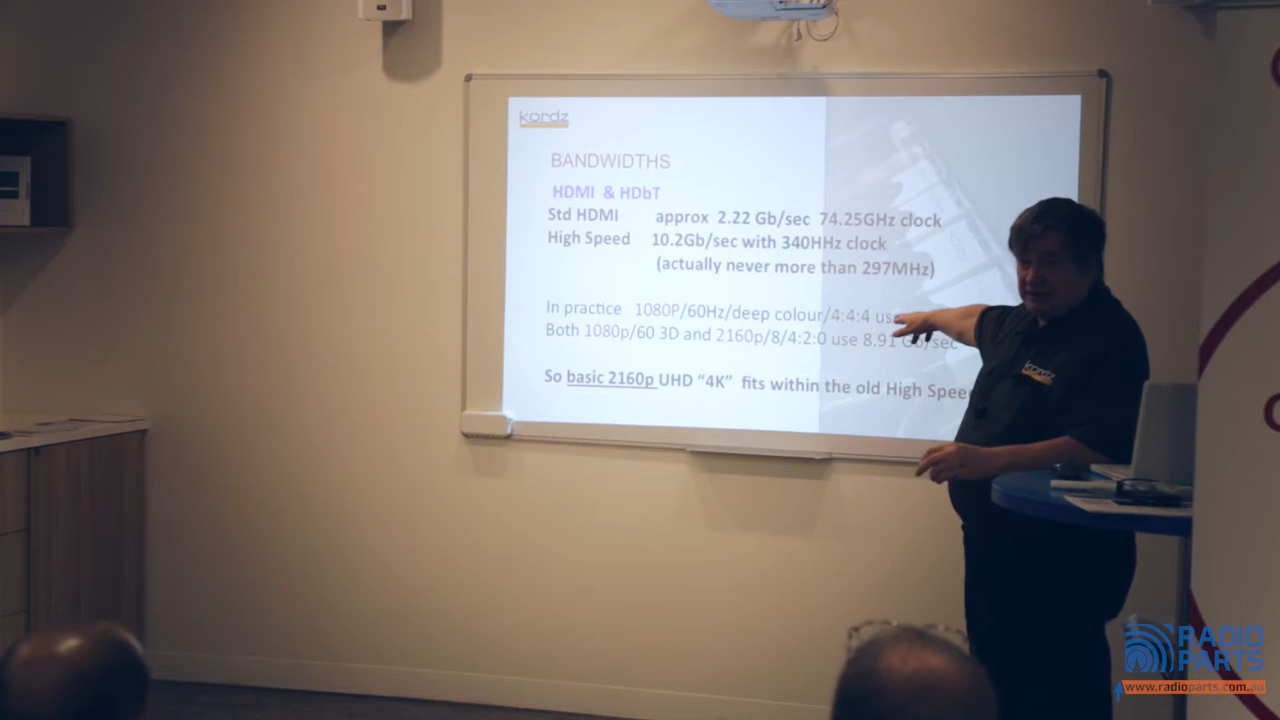 kordz
BANDWIDTHS
HDMI & HDbT
Std HDMI approx 2.22 Gb/sec 74.25GHz clock
High Speed 10.2Gb/sec with 340HHz clock
(actually never more than 297MHz)
In practice 1080P/60Hz/deep colour/4:4:4
Both 1080p/60 3D and 2160p/8/4:2:0 use 8.91 Gb/sec
So basic 2160p UHD “4K” fits within the old High
kordz
RADIO
PARTS
www.radioparts.com.au